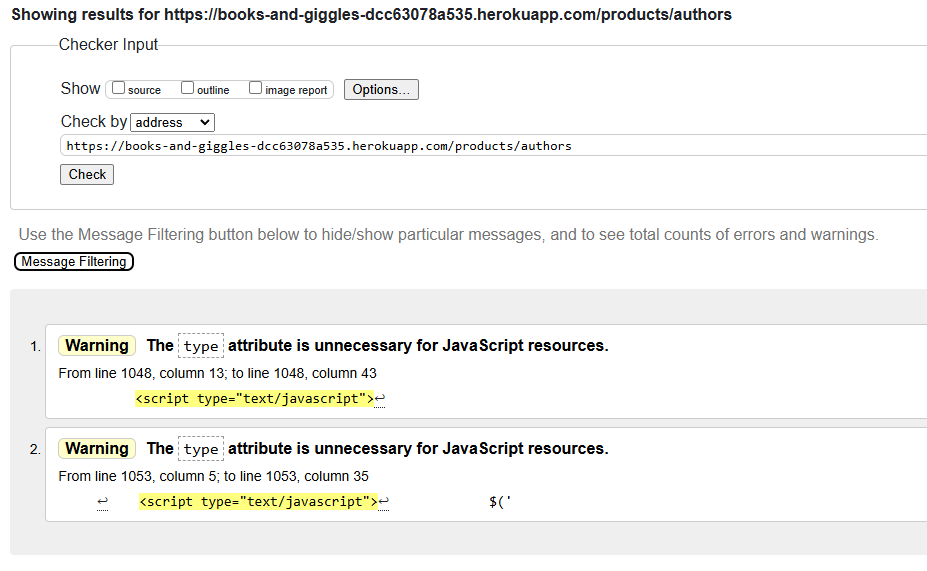 Showing results for https://books-and-giggles-dcc63078a535.herokuapp.com/products/authors
Checker Input
Show source outline image report Options...
Check by address
https://books-and-giggles-dcc63078a535.herokuapp.com/products/authors
Check
Use the Message Filtering button below to hide/show particular messages, and to see total counts of errors and warnings.
Message Filtering
1. Warning The type attribute is unnecessary for JavaScript resources.
From line 1048, column 13; to line 1048, column 43
<script type="text/javascript">↩
2. Warning The type attribute is unnecessary for JavaScript resources.
From line 1053, column 5; to line 1053, column 35
↩ <script type="text/javascript">↩ $('